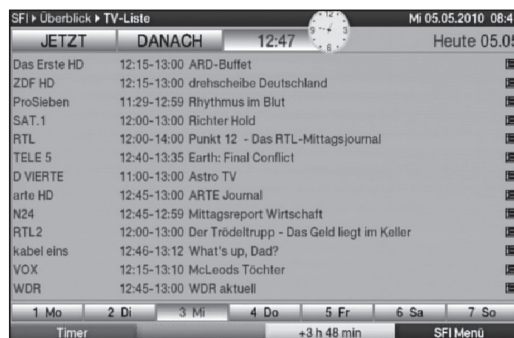 SFI ▸ Überblick ▸ TV-Liste Mi 05.05.2010 08:4
JETZT DANACH 12:47 12 3 6 9 Heute 05.05
Das Erste HD 12:15-13:00 ARD-Buffet
ZDF HD 12:15-13:00 drehscheibe Deutschland
ProSieben 11:29-12:59 Rhythmus im Blut
SAT.1 12:00-13:00 Richter Hold
RTL 12:00-14:00 Punkt 12 - Das RTL-Mittagsjournal
TELE 5 12:40-13:35 Earth: Final Conflict
D VIERTE 11:00-13:00 Astro TV
arte HD 12:45-13:00 ARTE Journal
N24 12:45-12:59 Mittagsreport Wirtschaft
RTL2 12:00-13:00 Der Trödeltrupp - Das Geld liegt im Keller
kabel eins 12:46-13:12 What's up, Dad?
VOX 12:15-13:10 McLeods Töchter
WDR 12:45-13:00 WDR aktuell
1 Mo 2 Di 3 Mi 4 Do 5 Fr 6 Sa 7 So
Timer +3 h 48 min SFI Menü